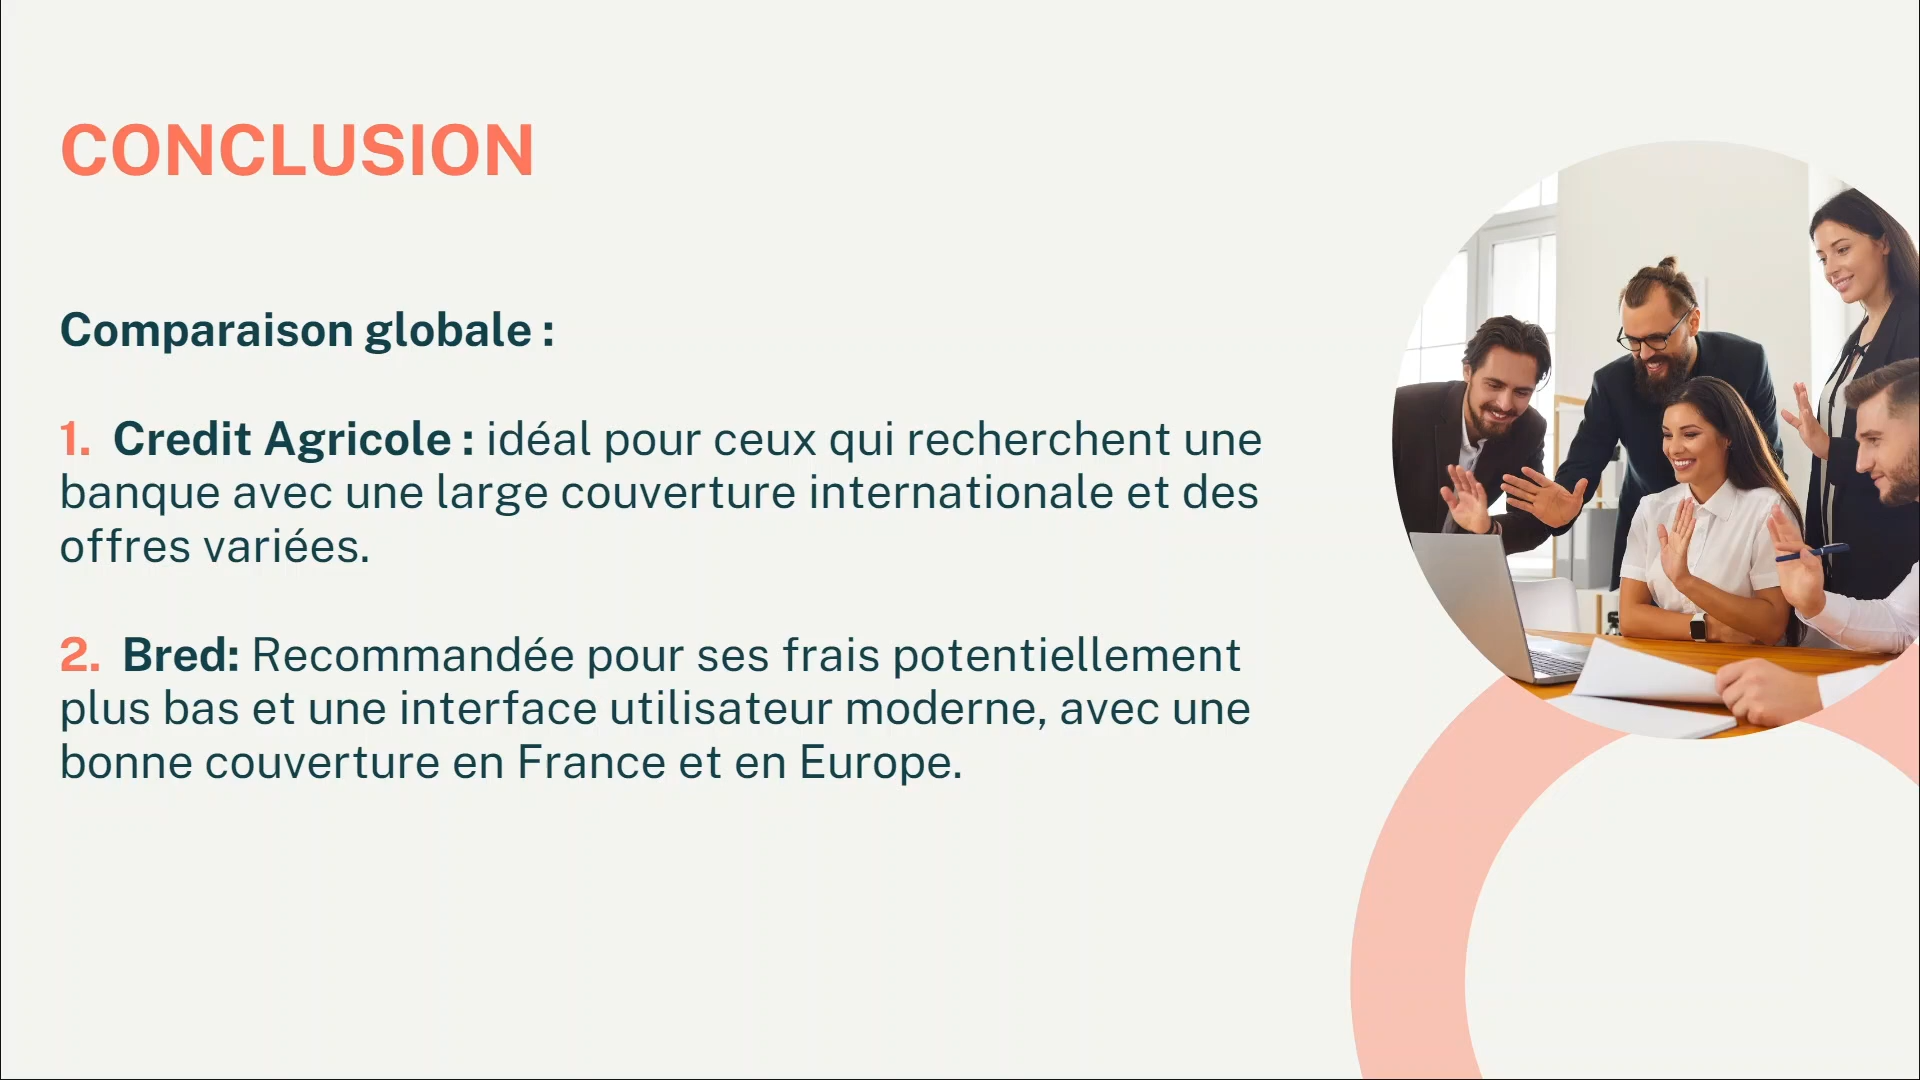 CONCLUSION
Comparaison globale :
1. Credit Agricole : idéal pour ceux qui recherchent une
banque avec une large couverture internationale et des
offres variées.
2. Bred: Recommandée pour ses frais potentiellement
plus bas et une interface utilisateur moderne, avec une
bonne couverture en France et en Europe.